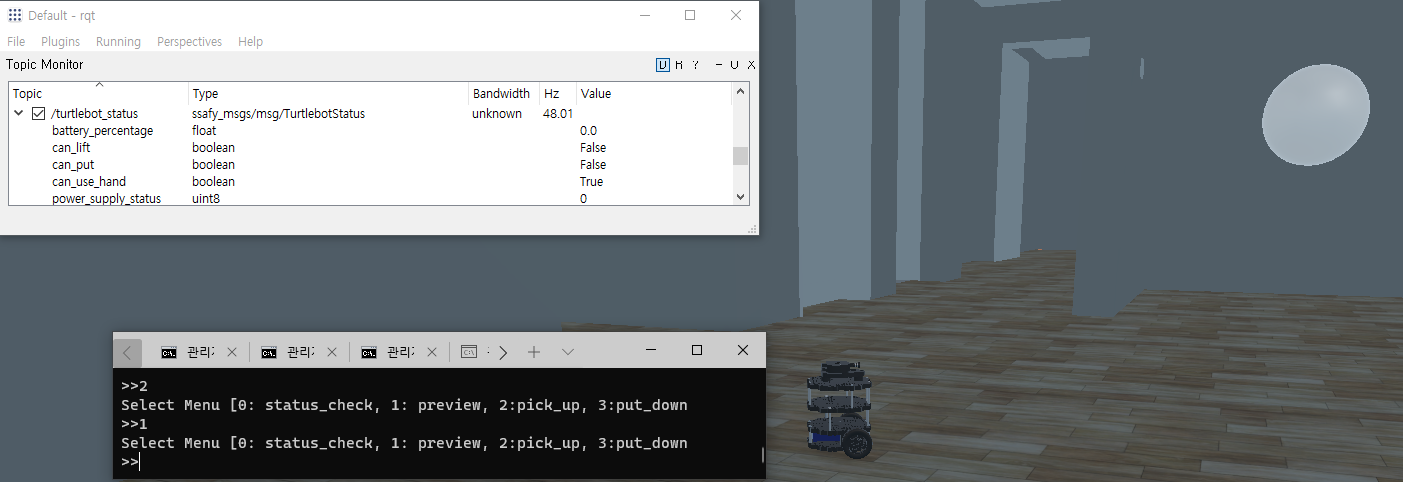 Default - rqt
File Plugins Running Perspectives Help
Topic Monitor D R ? - O X
Topic Type Bandwidth Hz Value
/turtlebot_status ssafy_msgs/msg/TurtlebotStatus unknown 48.01
battery_percentage float 0.0
can_lift boolean False
can_put boolean False
can_use_hand boolean True
power_supply_status uint8 0
관리 관리 관리
>>2
Select Menu [0: status_check, 1: preview, 2:pick_up, 3:put_down
>>1
Select Menu [0: status_check, 1: preview, 2:pick_up, 3:put_down
>>